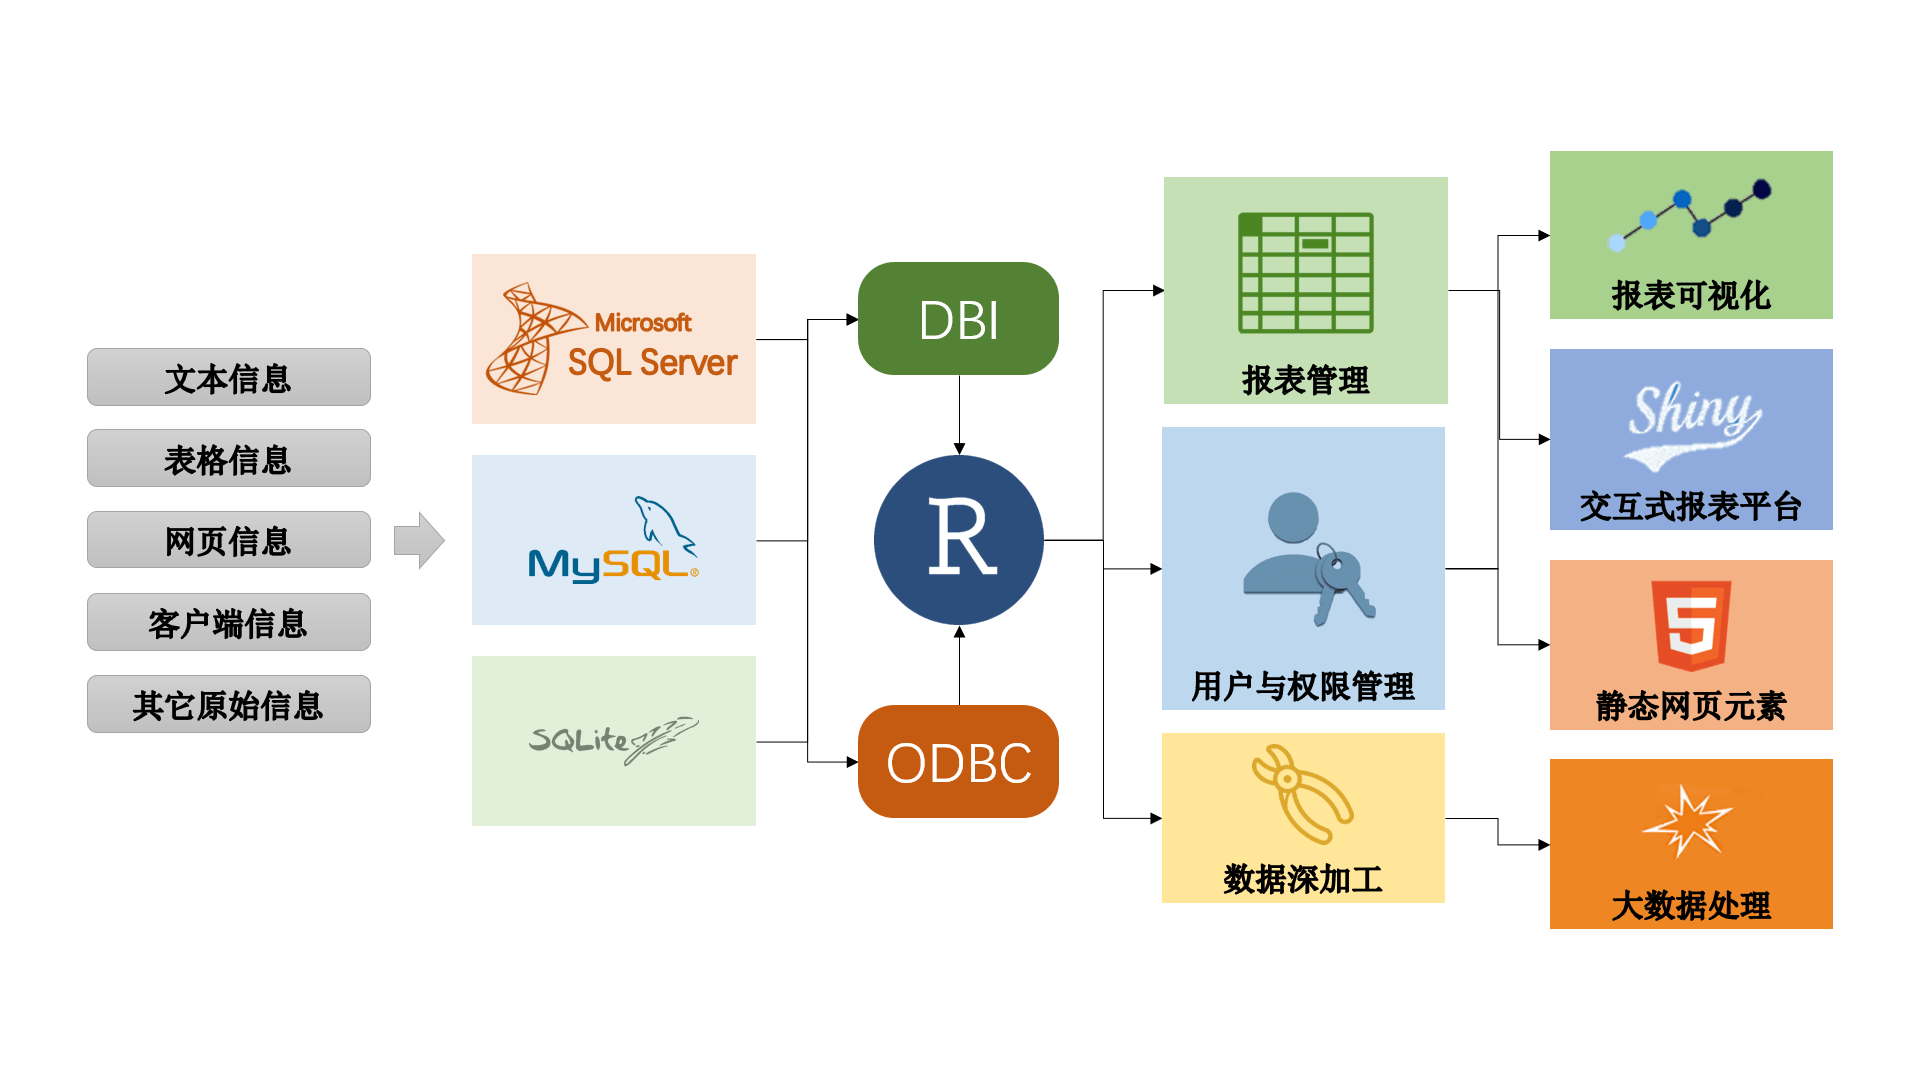 文本信息
表格信息
网页信息
客户端信息
其它原始信息
Microsoft
SQL Server
MySQL®
SQLite
DBI
R
ODBC
报表管理
用户与权限管理
数据深加工
报表可视化
Shiny
交互式报表平台
5
静态网页元素
大数据处理